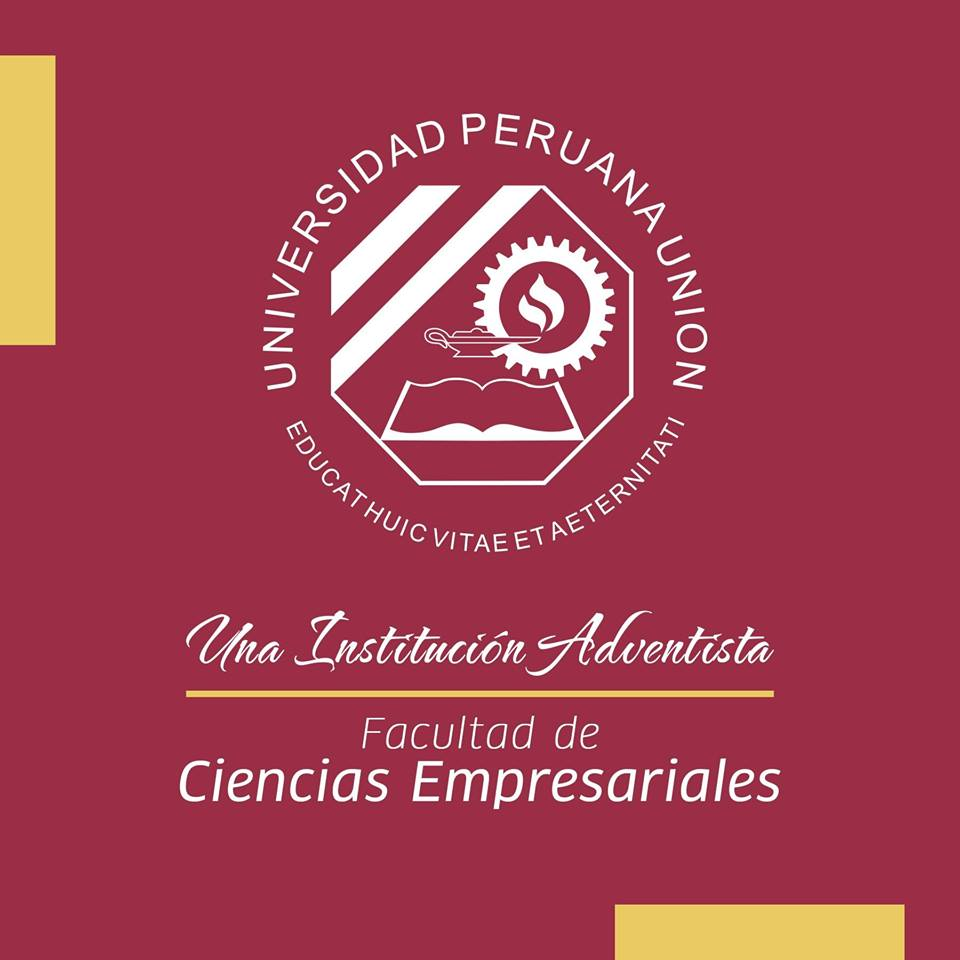 UNIVERSIDAD PERUANA UNION
EDUCAT HUIC VITAE ET AETERNITATI
Una Institución Adventista
Facultad de
Ciencias Empresariales